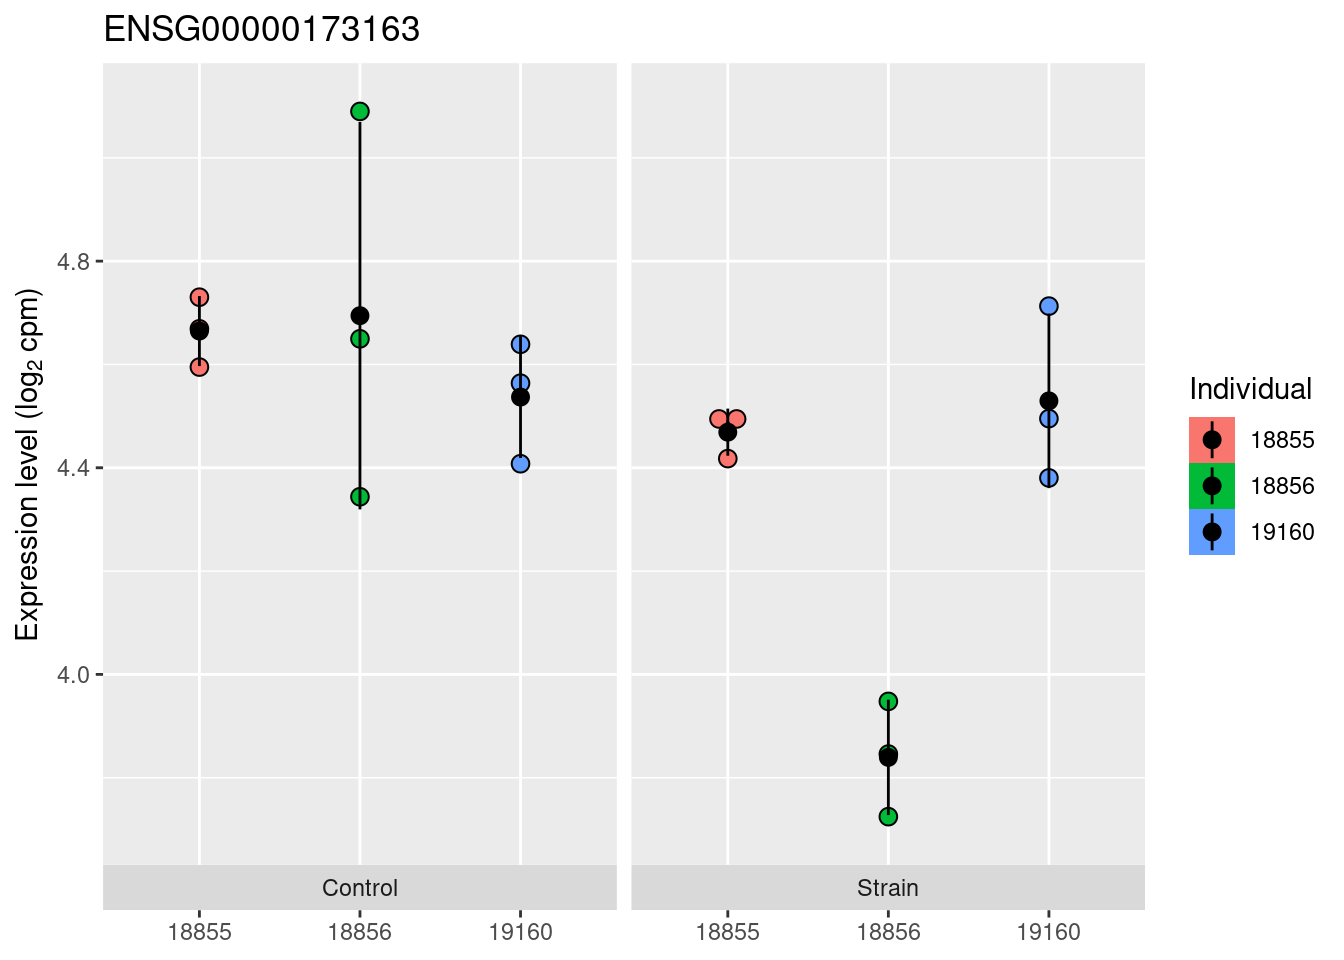 ENSG00000173163
Expression level (log₂ cpm)
4.8
4.4
4.0
Control
Strain
18855
18856
19160
18855
18856
19160
Individual
18855
18856
19160